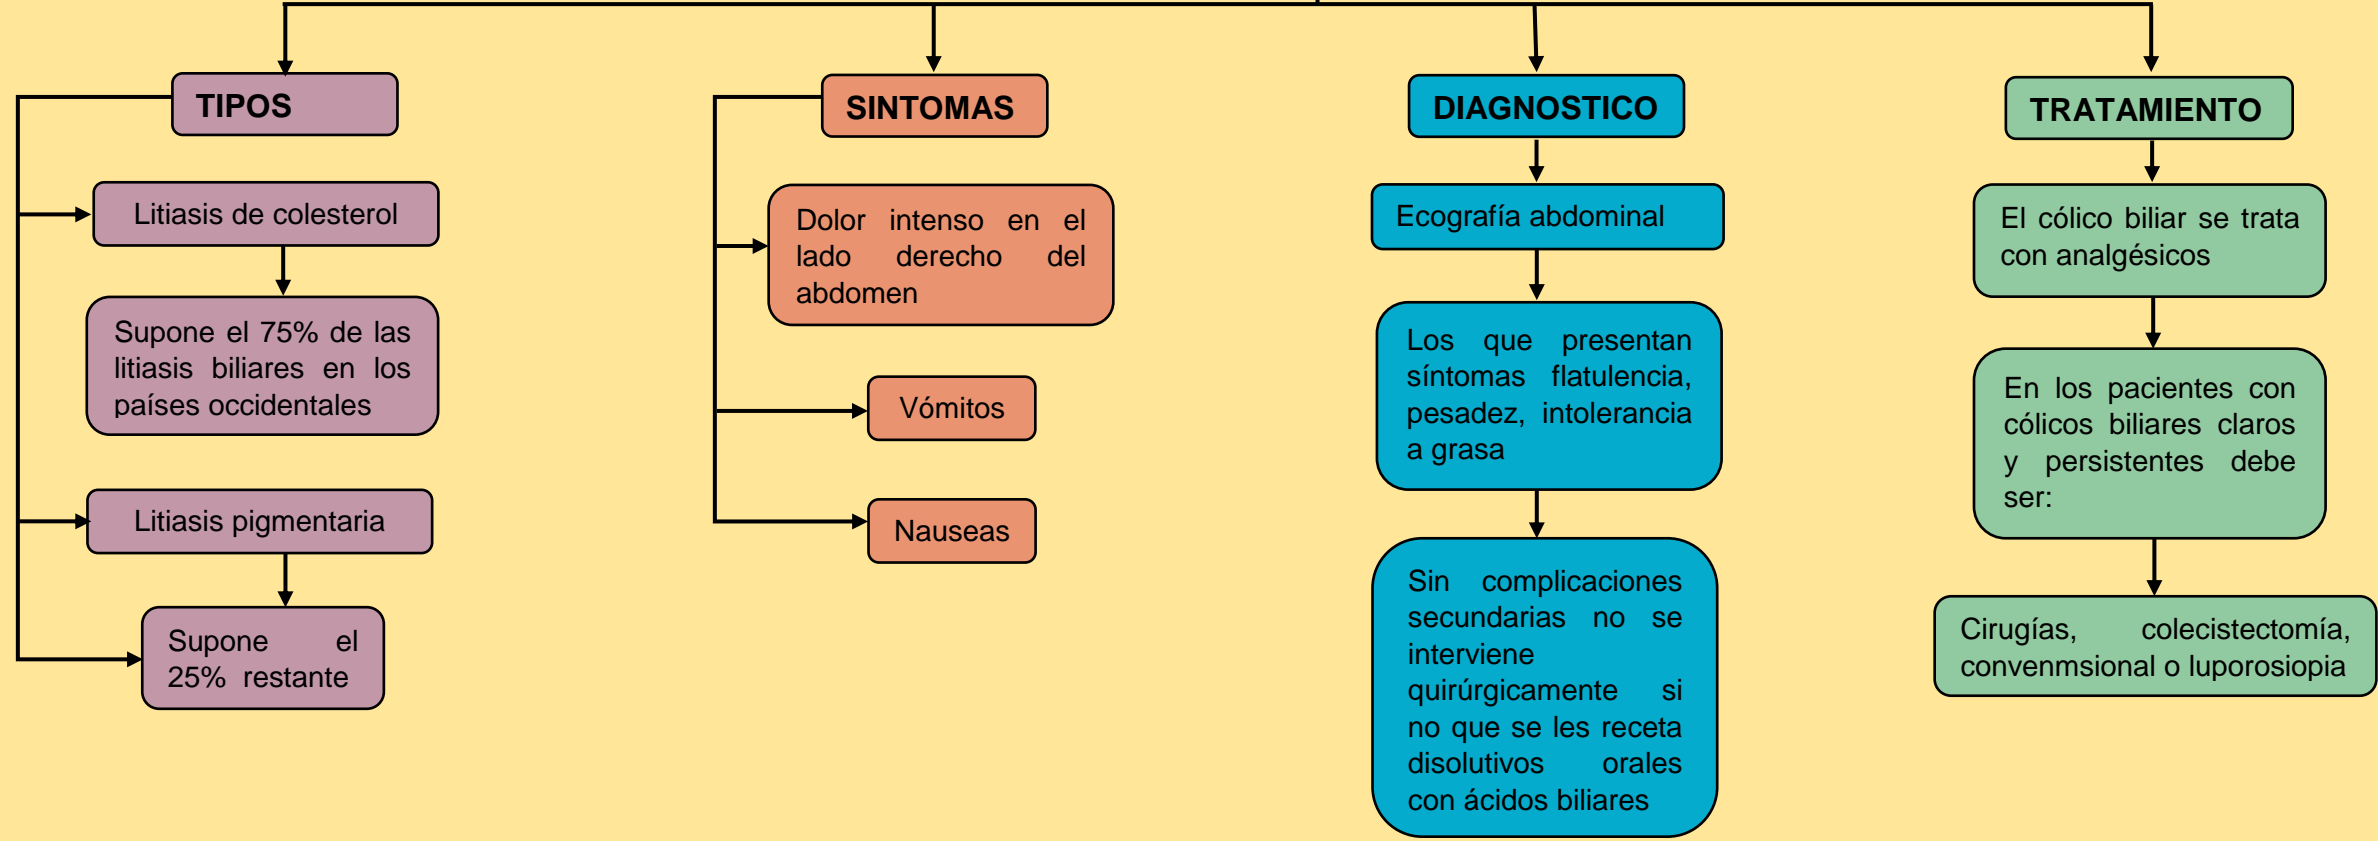 TIPOS
Litiasis de colesterol
Supone el 75% de las
litiasis biliares en los
países occidentales
Litiasis pigmentaria
Supone el
25% restante
SINTOMAS
Dolor intenso en el
lado derecho del
abdomen
Vómitos
Nauseas
DIAGNOSTICO
Ecografía abdominal
Los que presentan
síntomas flatulencia,
pesadez, intolerancia
a grasa
Sin complicaciones
secundarias no se
interviene
quirúrgicamente si
no que se les receta
disolutivos orales
con ácidos biliares
TRATAMIENTO
El cólico biliar se trata
con analgésicos
En los pacientes con
cólicos biliares claros
y persistentes debe
ser:
Cirugías, colecistectomía,
convenmsional o luporosiopia